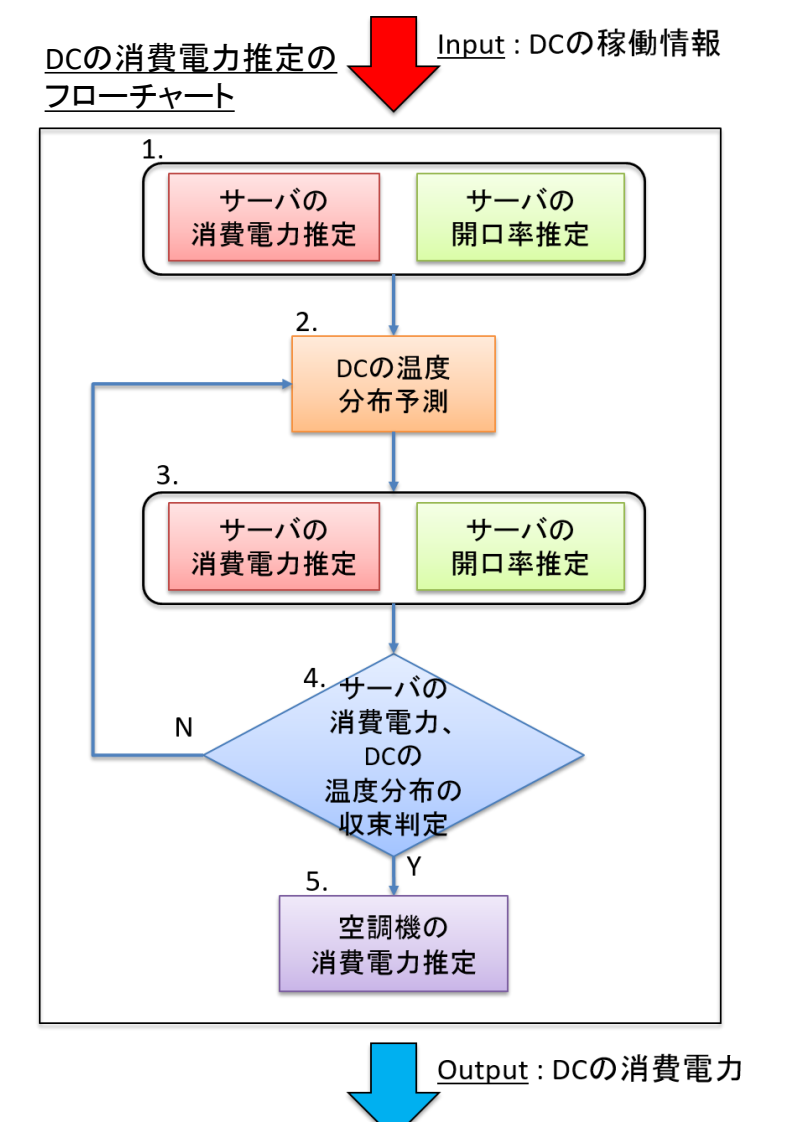 DCの消費電力推定の
フローチャート
Input : DCの稼働情報
1.
サーバの
消費電力推定
サーバの
開口率推定
2.
DCの温度
分布予測
3.
サーバの
消費電力推定
サーバの
開口率推定
4.
サーバの
消費電力、
DCの
温度分布の
収束判定
N
Y
5.
空調機の
消費電力推定
Output : DCの消費電力